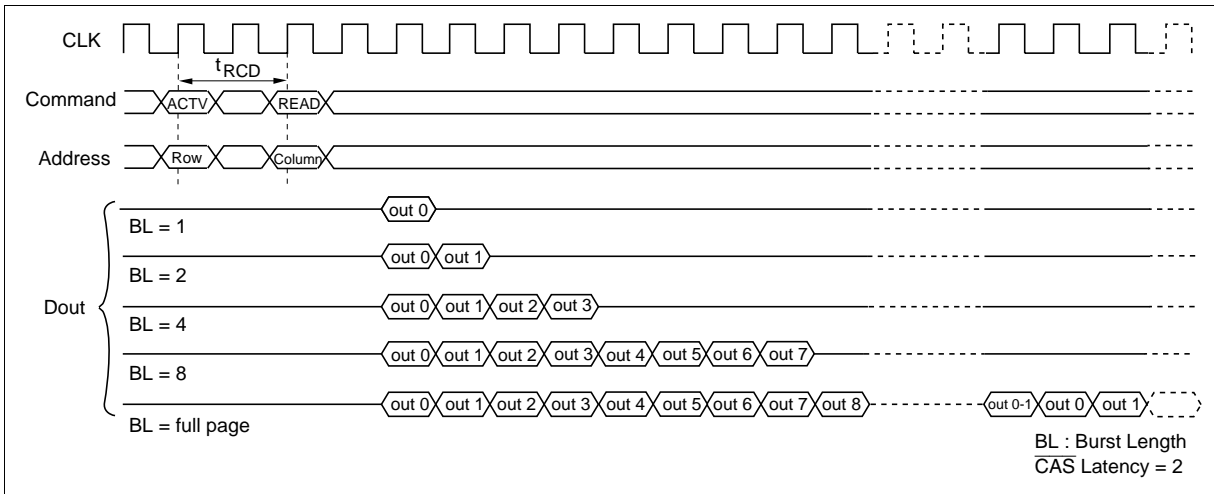 CLK
tRCD
Command ACTV READ
Address Row Column
Dout
out 0
BL = 1
out 0 out 1
BL = 2
out 0 out 1 out 2 out 3
BL = 4
out 0 out 1 out 2 out 3 out 4 out 5 out 6 out 7
BL = 8
out 0 out 1 out 2 out 3 out 4 out 5 out 6 out 7 out 8 out 0-1 out 0 out 1
BL = full page
BL : Burst Length
CAS Latency = 2